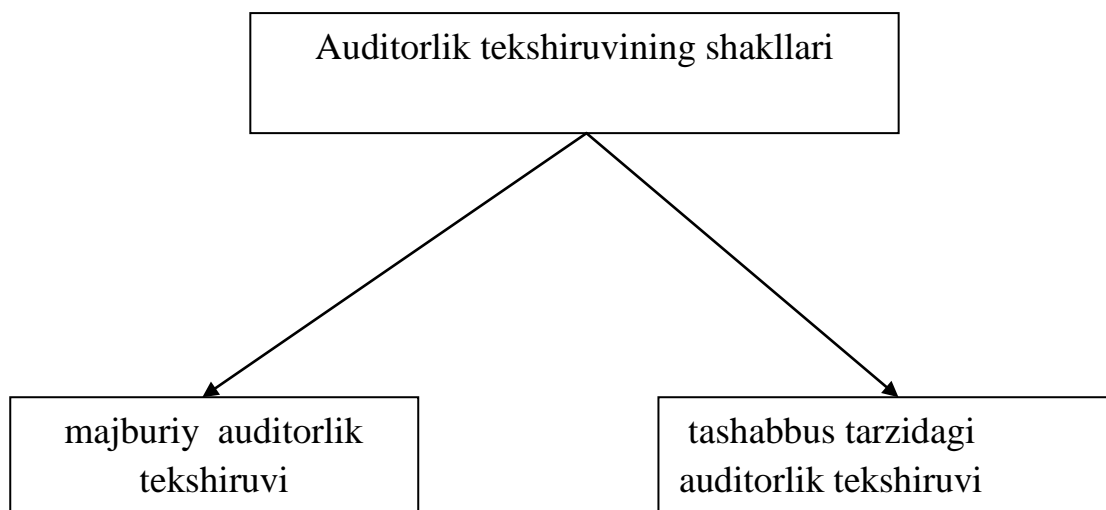 Auditorlik tekshiruvining shakllari
majburiy auditorlik
tekshiruvi
tashabbus tarzidagi
auditorlik tekshiruvi